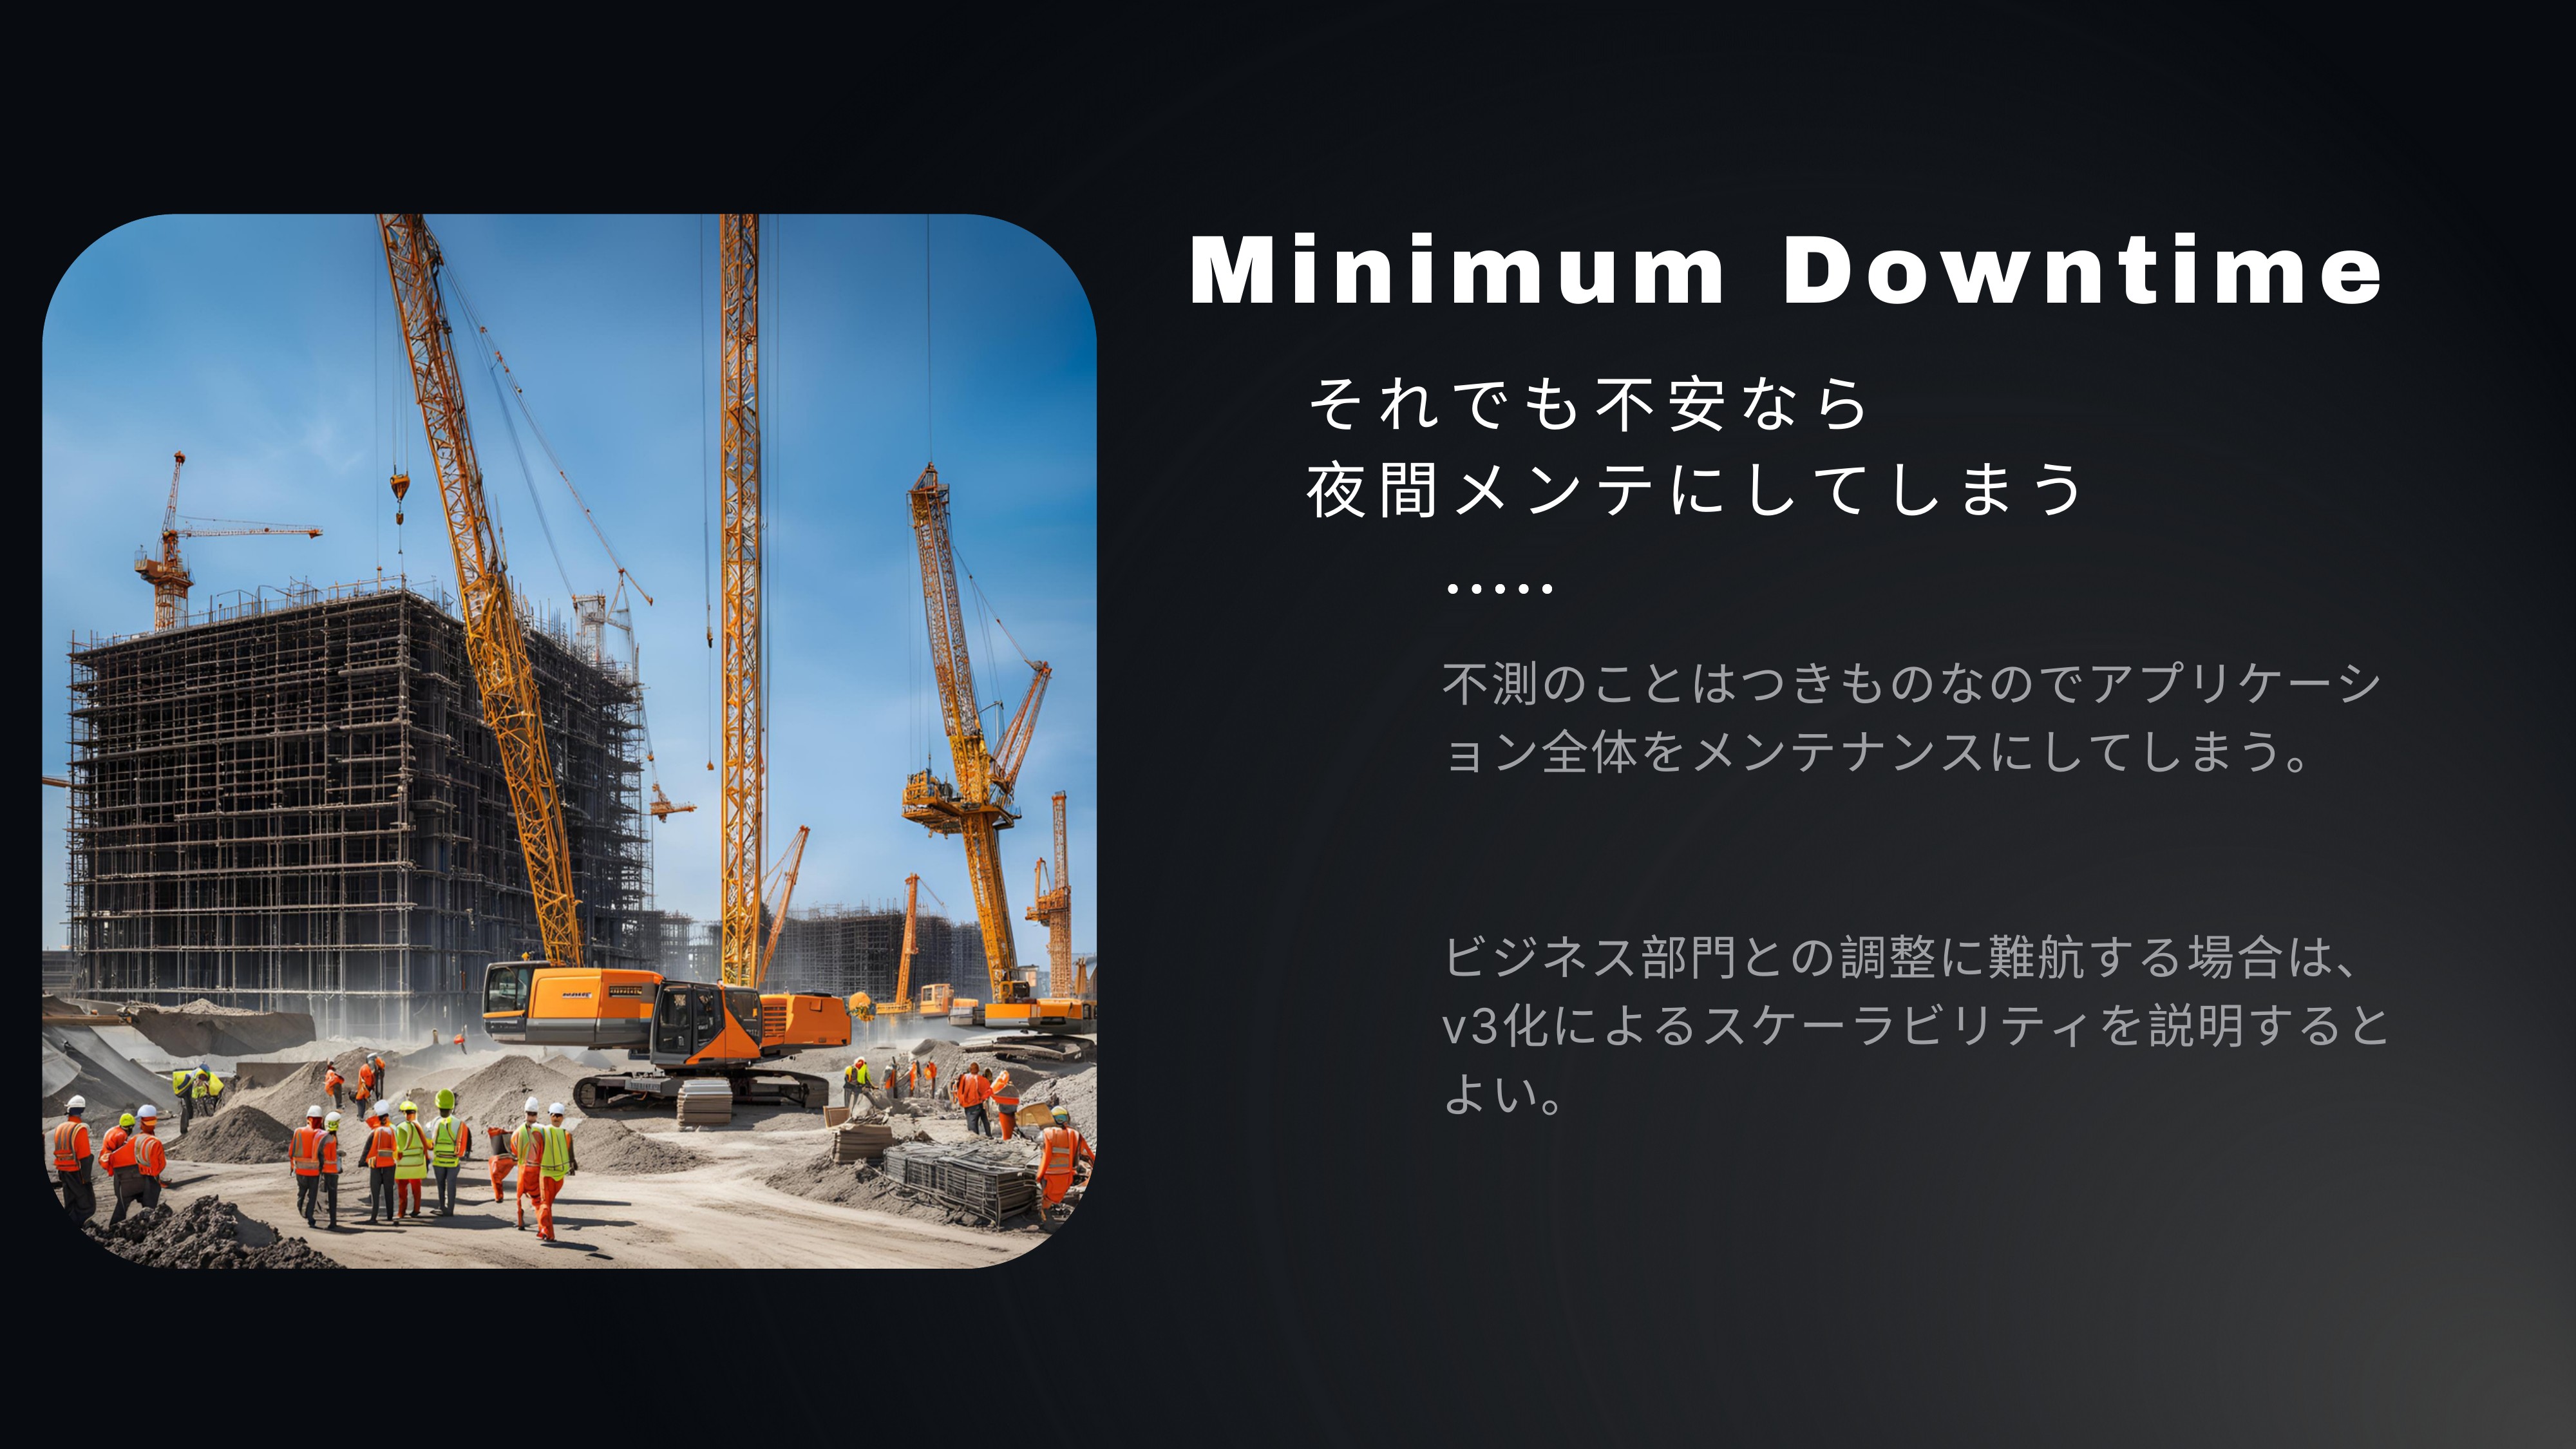 Minimum Downtime
それでも不安なら
夜間メンテにしてしまう
.....
不測のことはつきものなのでアプリケーシ
ョン全体をメンテナンスにしてしまう。
ビジネス部門との調整に難航する場合は、
v3化によるスケーラビリティを説明すると
よい。